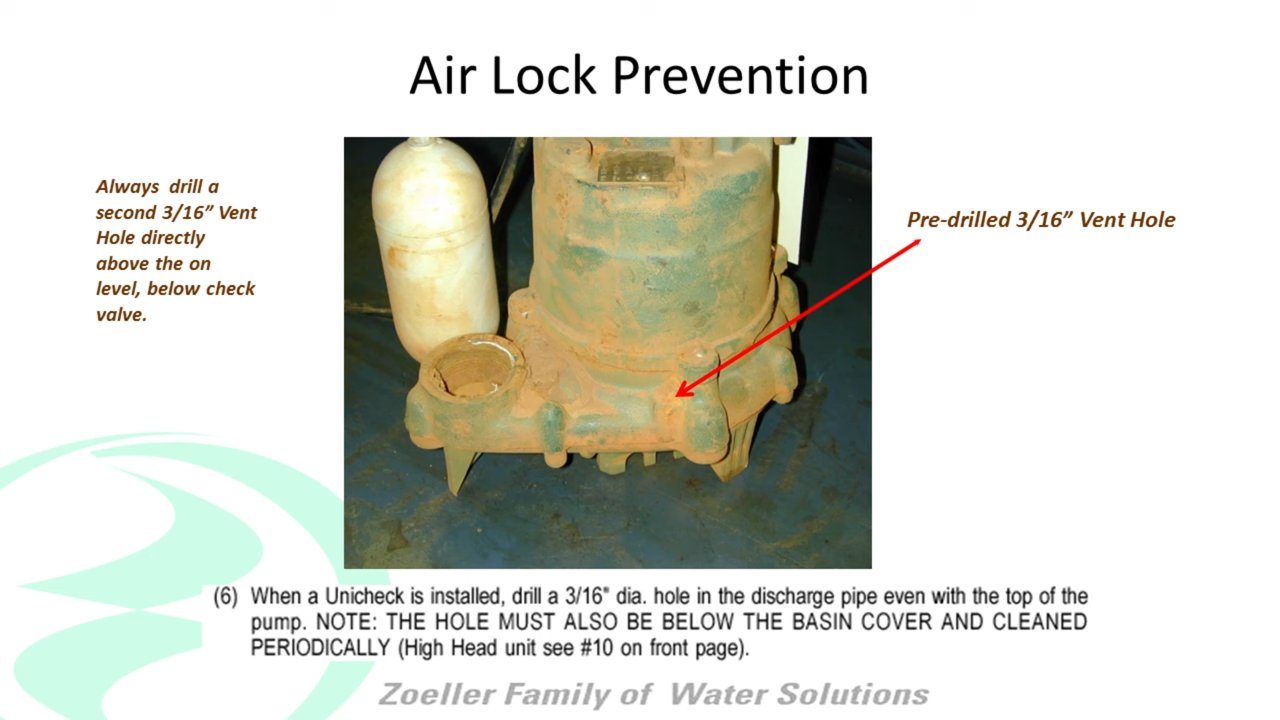 Air Lock Prevention
Always drill a
second 3/16” Vent
Hole directly
above the on
level, below check
valve.
Pre-drilled 3/16” Vent Hole
(6) When a Unicheck is installed, drill a 3/16" dia. hole in the discharge pipe even with the top of the
pump. NOTE: THE HOLE MUST ALSO BE BELOW THE BASIN COVER AND CLEANED
PERIODICALLY (High Head unit see #10 on front page).
Zoeller Family of Water Solutions